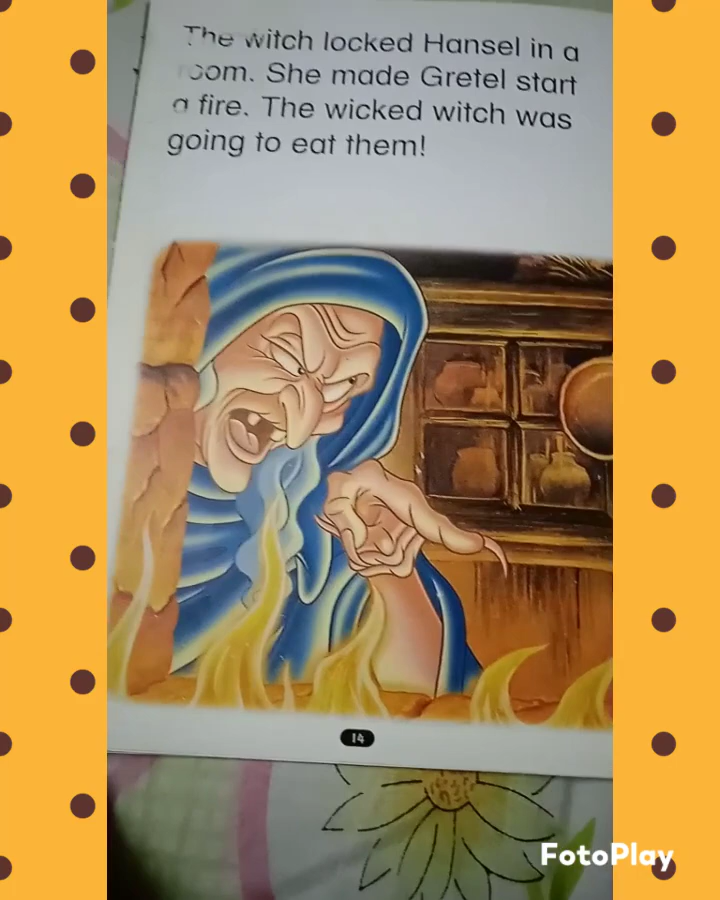 The witch locked Hansel in a
room. She made Gretel start
a fire. The wicked witch was
going to eat them!
14
FotoPlay